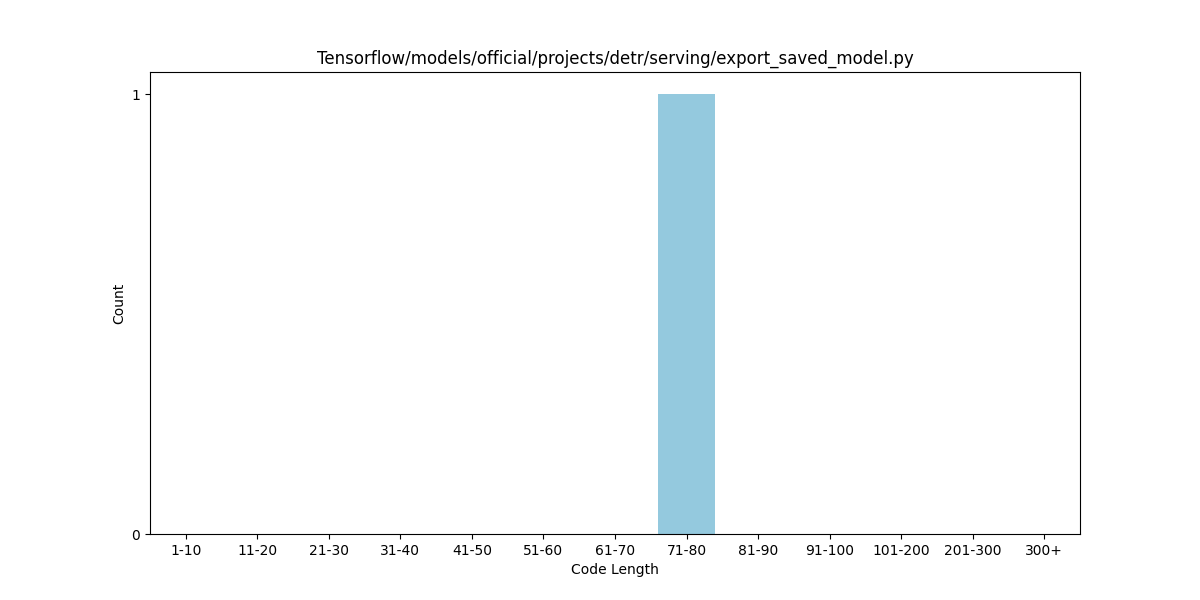 Tensorflow/models/official/projects/detr/serving/export_saved_model.py
1
Count
0
1-10 11-20 21-30 31-40 41-50 51-60 61-70 71-80 81-90 91-100 101-200 201-300 300+
Code Length